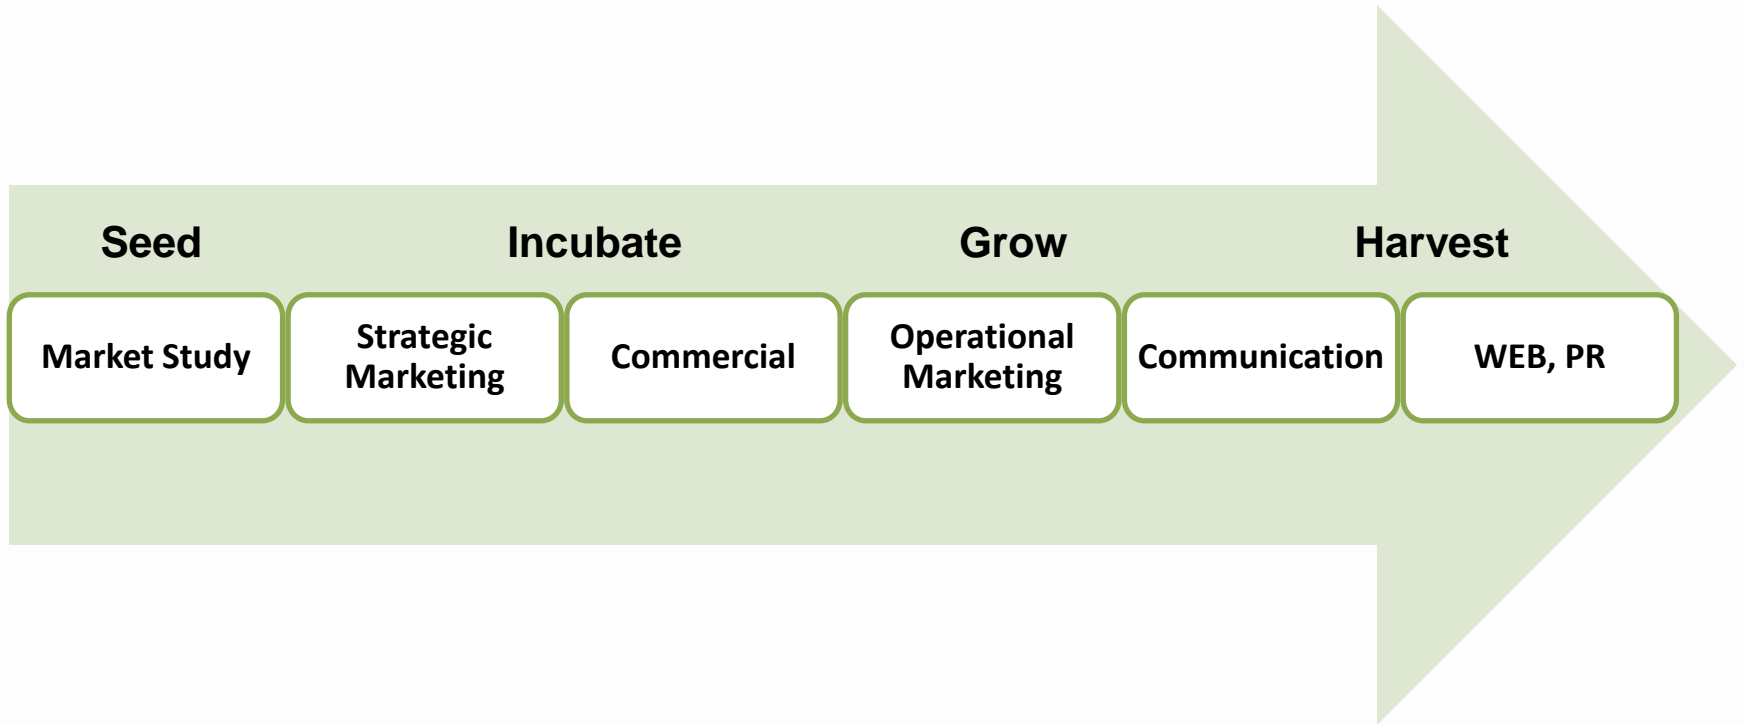 Seed Incubate Grow Harvest
Market Study
Strategic
Marketing
Commercial
Operational
Marketing
Communication
WEB, PR